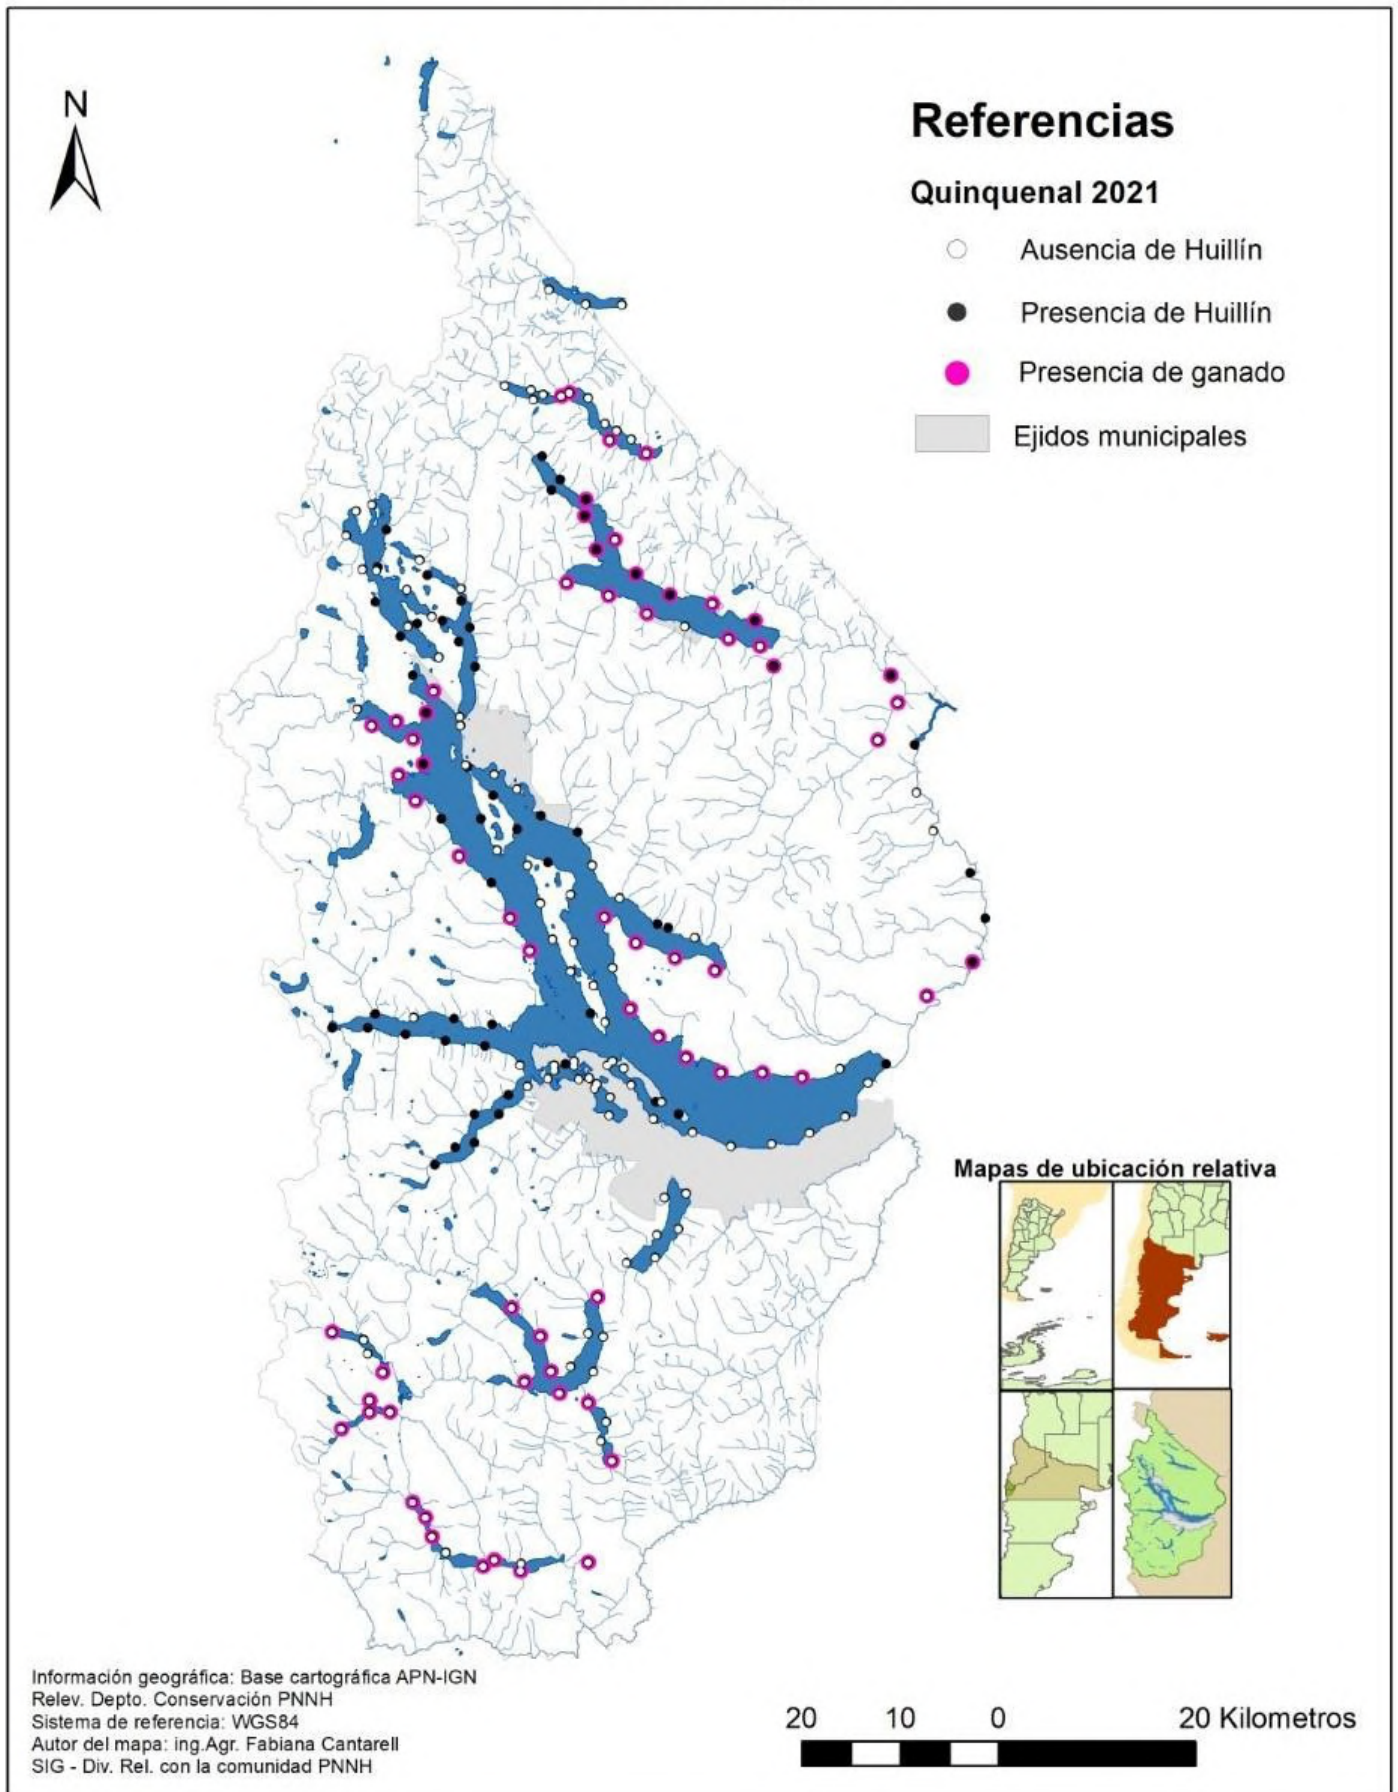 N
Referencias
Quinquenal 2021
Ausencia de Huillín
Presencia de Huillín
Presencia de ganado
Ejidos municipales
Mapas de ubicación relativa
Información geográfica: Base cartográfica APN-IGN
Relev. Depto. Conservación PNNH
Sistema de referencia: WGS84
Autor del mapa: ing.Agr. Fabiana Cantarell
SIG - Div. Rel. con la comunidad PNNH
20 10 0 20 Kilometros